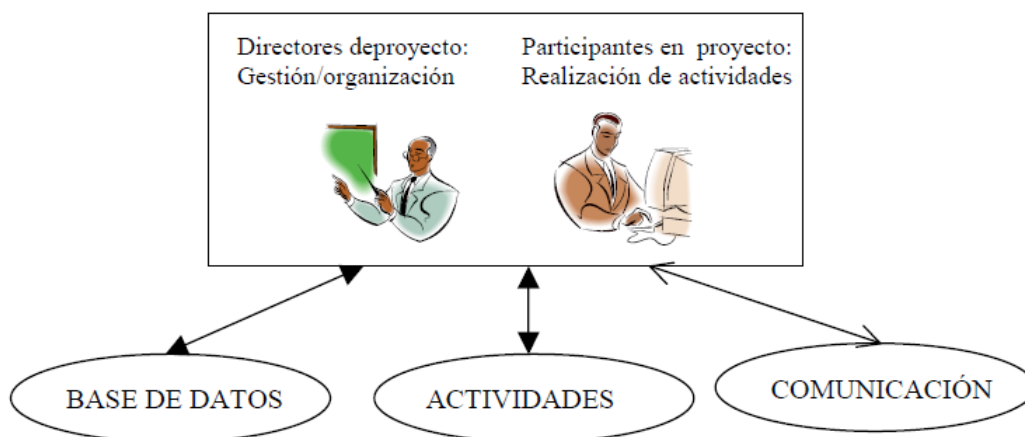 Directores deproyecto:
Gestión/organización
Participantes en proyecto:
Realización de actividades
BASE DE DATOS
ACTIVIDADES
COMUNICACIÓN